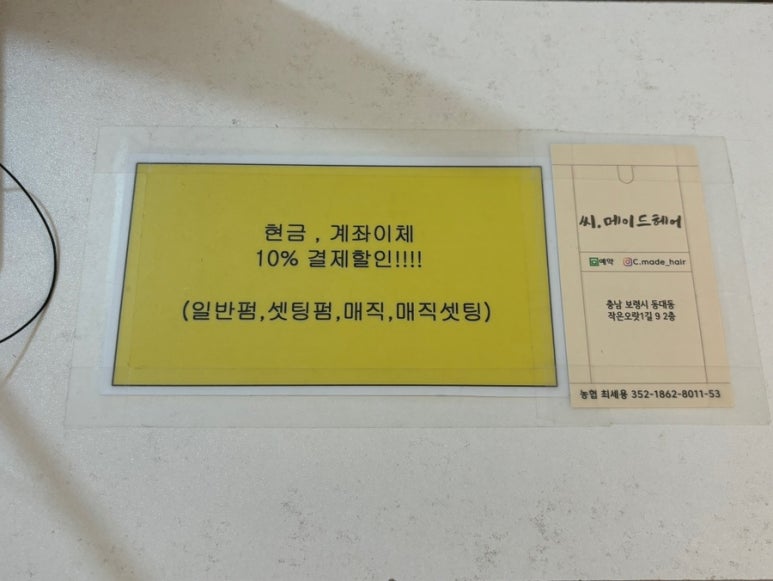 현금 , 계좌이체
10% 결제할인!!!!
(일반펌,셋팅펌,매직,매직셋팅)
씨.메이드헤어
예약 C.made_hair
충남 보령시 동대동
작은오랏1길 9 2층
농협 최세용 352-1862-8011-53